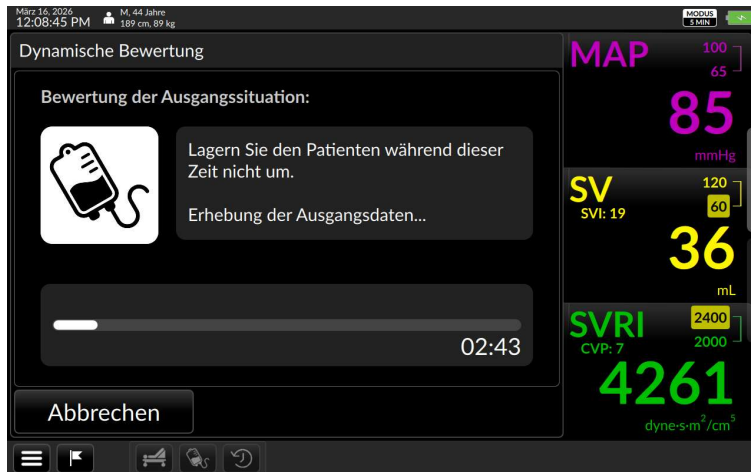 März 16, 2026
12:08:45 PM
M, 44 Jahre
189 cm, 89 kg
MODUS
5 MIN
Dynamische Bewertung
Bewertung der Ausgangssituation:
Lagern Sie den Patienten während dieser
Zeit nicht um.
Erhebung der Ausgangsdaten...
02:43
Abbrechen
MAP
100
65
85
mmHg
SV
SVI: 19
120
60
36
mL
SVRI
CVP: 7
2400
2000
4261
dyne·s·m²/cm⁵